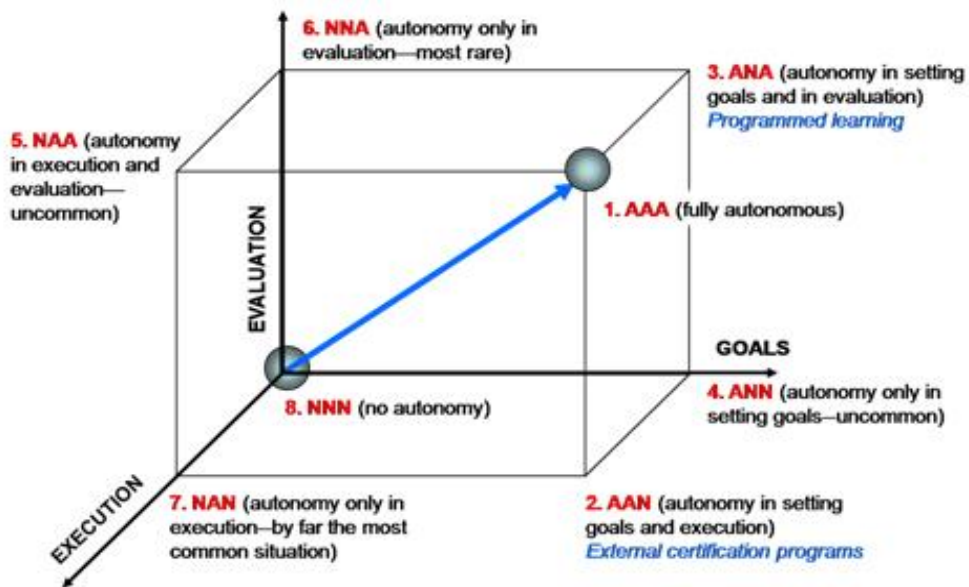 6. NNA (autonomy only in
evaluation—most rare)
3. ANA (autonomy in setting
goals and in evaluation)
Programmed learning
5. NAA (autonomy
in execution and
evaluation—
uncommon)
1. AAA (fully autonomous)
EVALUATION
GOALS
4. ANN (autonomy only in
setting goals–uncommon)
8. NNN (no autonomy)
EXECUTION
7. NAN (autonomy only in
execution–by far the most
common situation)
2. AAN (autonomy in setting
goals and execution)
External certification programs